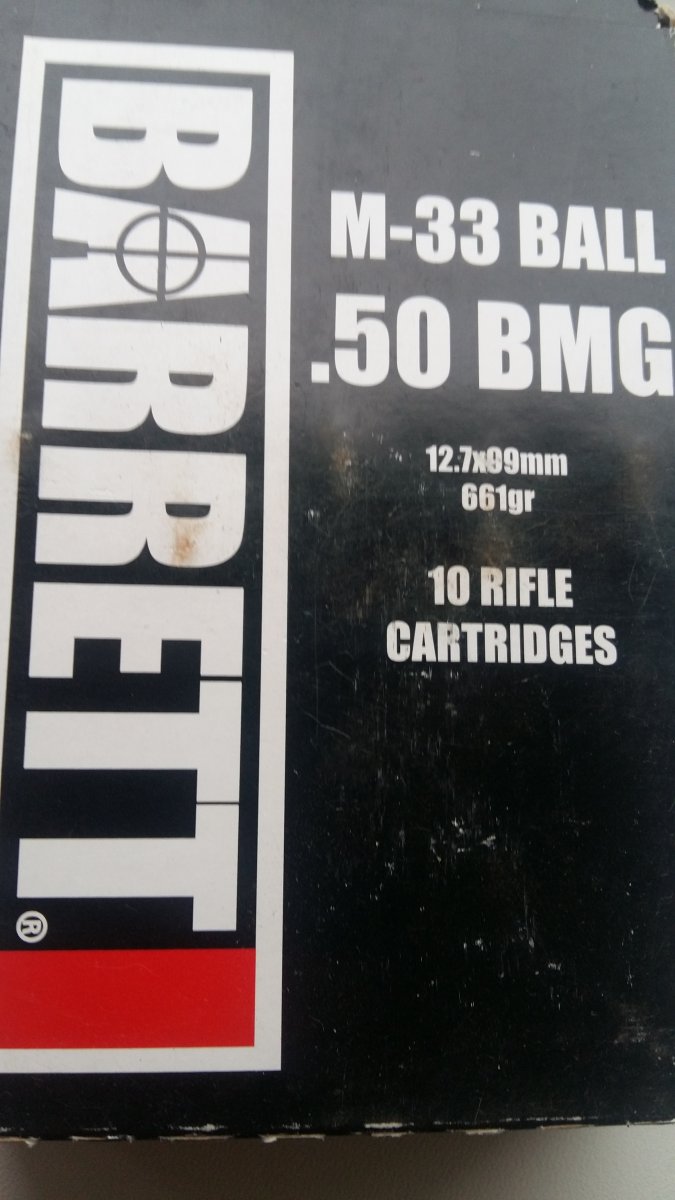 BARRETT®
M-33 BALL
.50 BMG
12.7x99mm
661gr
10 RIFLE
CARTRIDGES